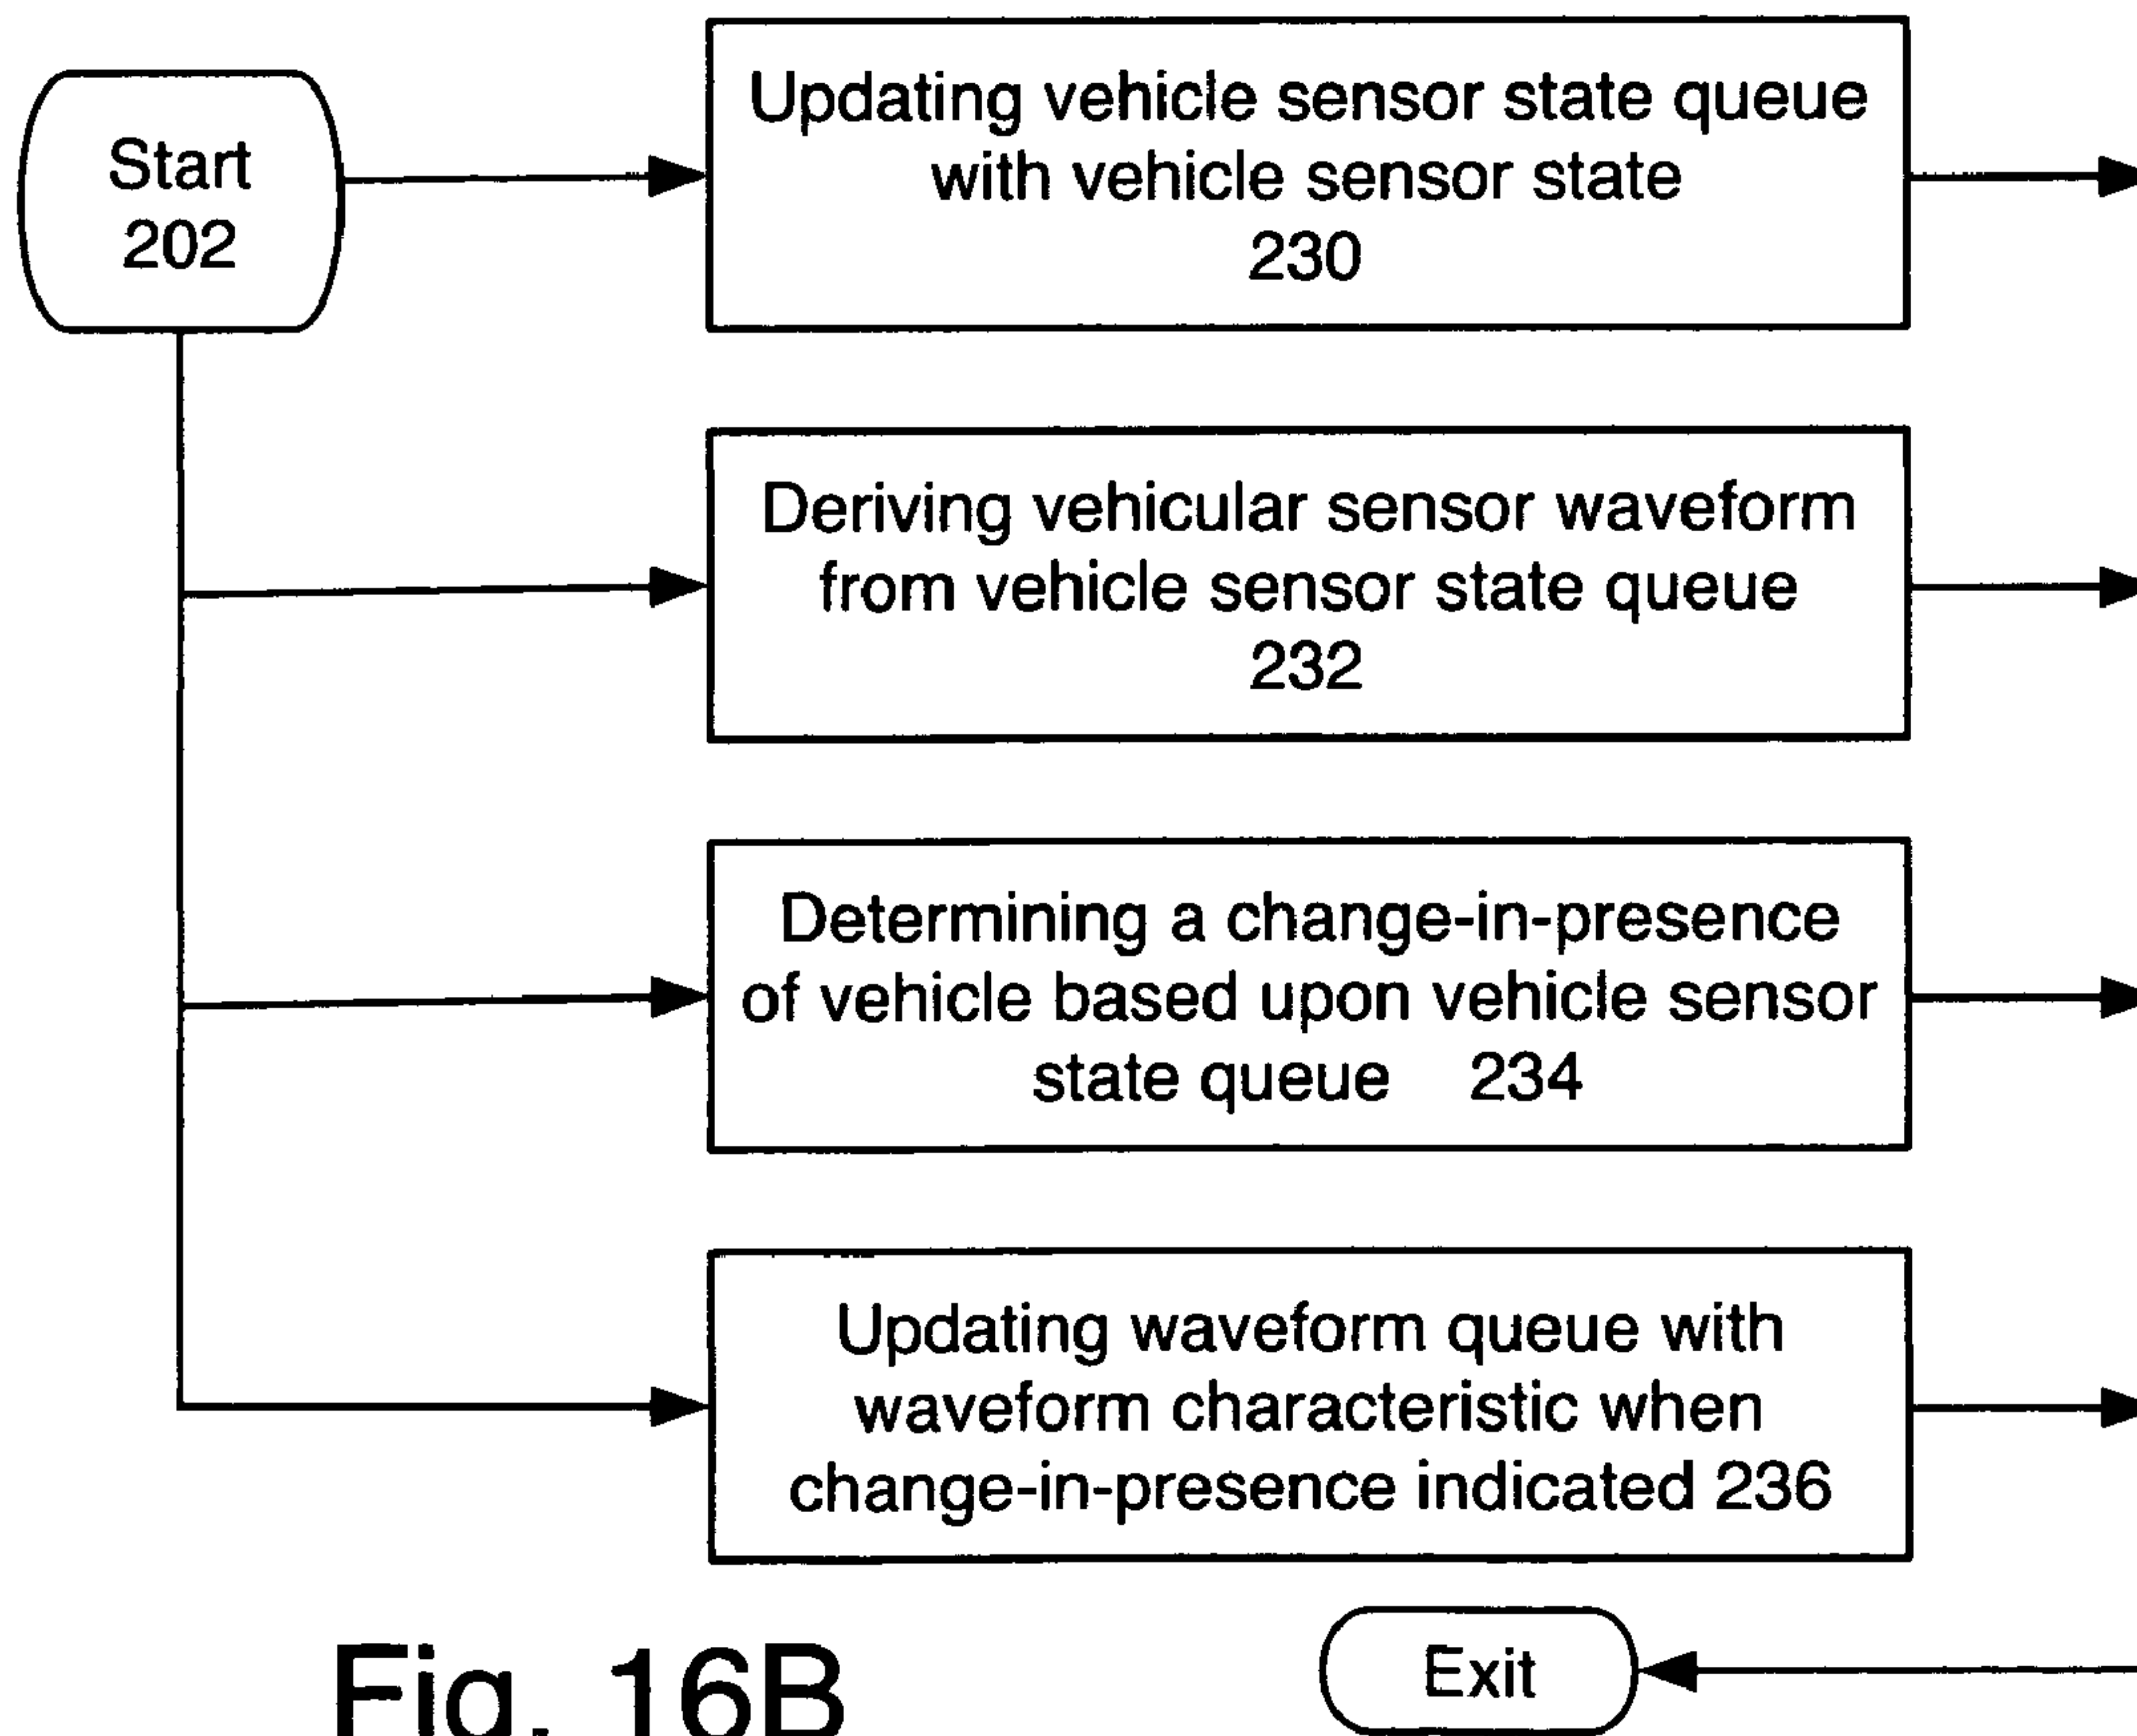 Start
202
Updating vehicle sensor state queue
with vehicle sensor state
230
Deriving vehicular sensor waveform
from vehicle sensor state queue
232
Determining a change-in-presence
of vehicle based upon vehicle sensor
state queue 234
Updating waveform queue with
waveform characteristic when
change-in-presence indicated 236
Exit
Fig. 16B